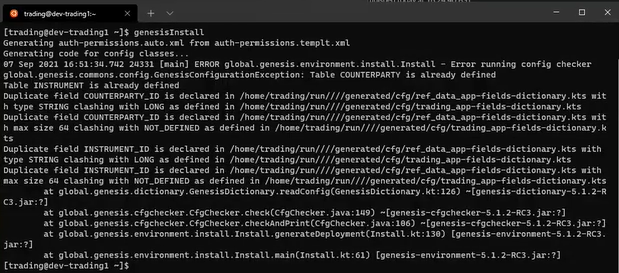 trading@dev-trading1:~
[trading@dev-trading1 ~]$ genesisInstall
Generating auth-permissions.auto.xml from auth-permissions.templt.xml
Generating code for config classes...
07 Sep 2021 16:51:34.742 24331 [main] ERROR global.genesis.environment.install.Install - Error running config checker
global.genesis.commons.config.GenesisConfigurationException: Table COUNTERPARTY is already defined
Table INSTRUMENT is already defined
Duplicate field COUNTERPARTY_ID is declared in /home/trading/run////generated/cfg/ref_data_app-fields-dictionary.kts wit
h type STRING clashing with LONG as defined in /home/trading/run////generated/cfg/trading_app-fields-dictionary.kts
Duplicate field COUNTERPARTY_ID is declared in /home/trading/run////generated/cfg/ref_data_app-fields-dictionary.kts wit
h max size 64 clashing with NOT_DEFINED as defined in /home/trading/run////generated/cfg/trading_app-fields-dictionary.k
ts
Duplicate field INSTRUMENT_ID is declared in /home/trading/run////generated/cfg/ref_data_app-fields-dictionary.kts with
type STRING clashing with LONG as defined in /home/trading/run////generated/cfg/trading_app-fields-dictionary.kts
Duplicate field INSTRUMENT_ID is declared in /home/trading/run////generated/cfg/ref_data_app-fields-dictionary.kts with
max size 64 clashing with NOT_DEFINED as defined in /home/trading/run////generated/cfg/trading_app-fields-dictionary.kts
at global.genesis.dictionary.GenesisDictionary.readConfig(GenesisDictionary.kt:126) ~[genesis-dictionary-5.1.2-R
C3.jar:?]
at global.genesis.cfgchecker.CfgChecker.check(CfgChecker.java:149) ~[genesis-cfgchecker-5.1.2-RC3.jar:?]
at global.genesis.cfgchecker.CfgChecker.checkAndPrint(CfgChecker.java:106) ~[genesis-cfgchecker-5.1.2-RC3.jar:?]
at global.genesis.environment.install.Install.generateDeployment(Install.kt:130) [genesis-environment-5.1.2-RC3.
jar:?]
at global.genesis.environment.install.Install.main(Install.kt:61) [genesis-environment-5.1.2-RC3.jar:?]
[trading@dev-trading1 ~]$